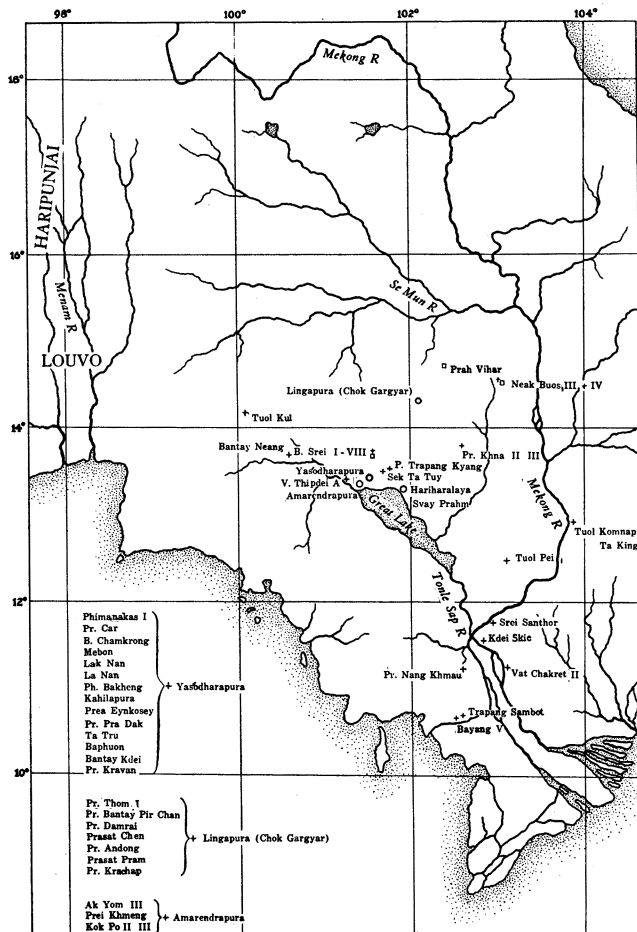 98°
100°
102°
104°
Mekong R
18°
HARIPUNJAI
16°
Menam R
Se Mun R
LOUVO
Prah Vihar
Neak Buos III
IV
Lingapura (Chok Gargyar)
Tuol Kul
14°
Bantay Neang
B. Srei I - VIII
Pr. Khna II III
P. Trapang Kyang
Yasodharapura
Sek Ta Tuy
V. Thipdei A
Hariharalaya
Amarendrapura
Svay Prahm
Great Lake
Mekong R
Tuol Komnap
Ta King
Tuol Pei
Tonle Sap R
12°
Phimanakas I
Pr. Car
B. Chamkrong
Mebon
Lak Nan
La Nan
Ph. Bakheng
Kahilapura
Prea Eynkosey
Pr. Pra Dak
Ta Tru
Baphuon
Bantay Kdei
Pr. Kravan
Yasodharapura
Srei Santhor
Kdei Skie
Pr. Nang Khmau
Vat Chakret II
Trapang Sambot
Bayang V
10°
Pr. Thom I
Pr. Bantay Pir Chan
Pr. Damrai
Prasat Chen
Pr. Andong
Prasat Pram
Pr. Krachap
Lingapura (Chok Gargyar)
Ak Yom III
Prei Khmeng
Kok Po II III
Amarendrapura